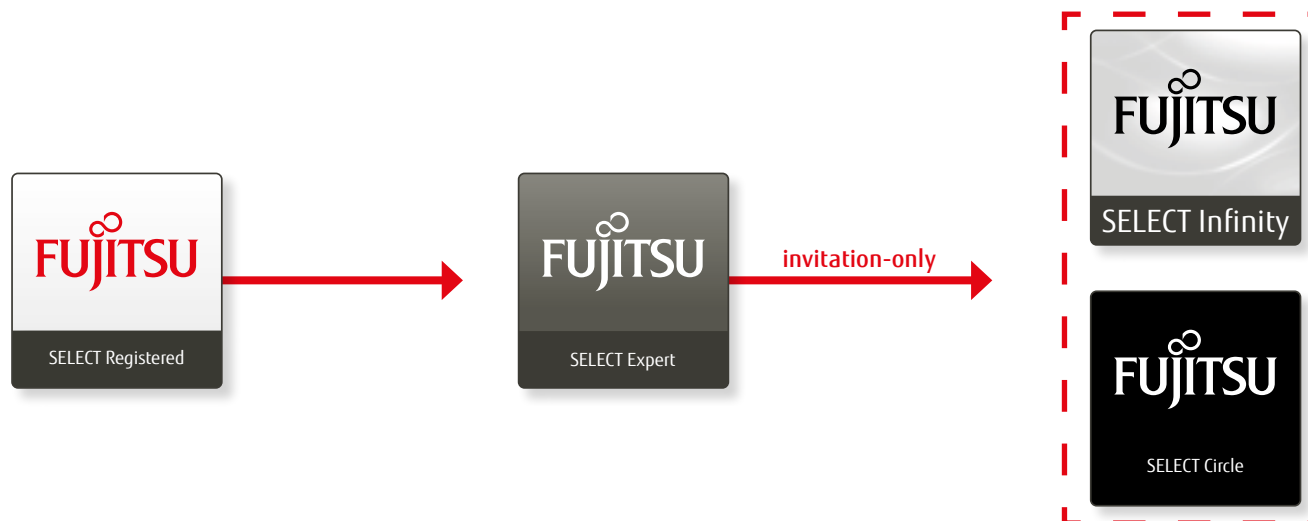 FUJITSU
SELECT Registered
FUJITSU
SELECT Expert
invitation-only
FUJITSU
SELECT Infinity
FUJITSU
SELECT Circle